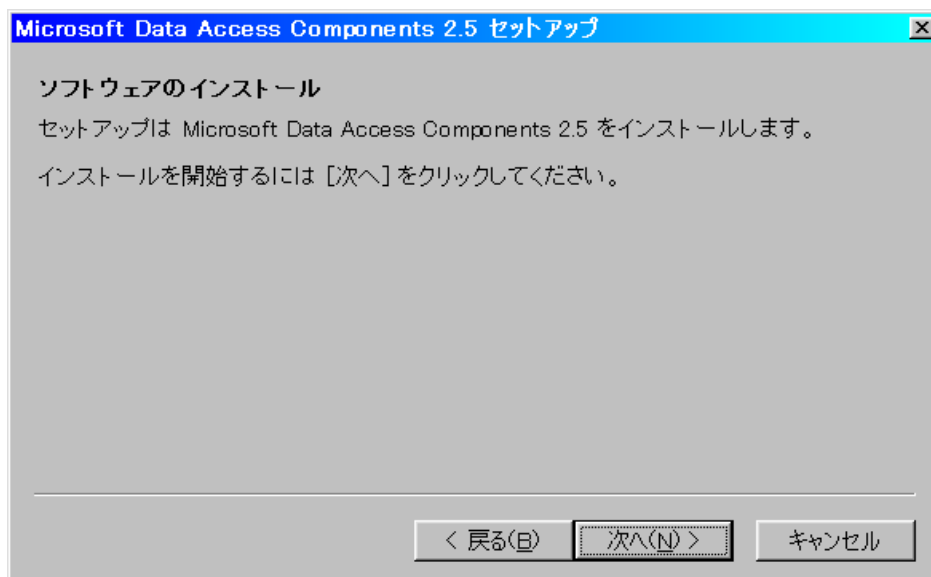 Microsoft Data Access Components 2.5 セットアップ
ソフトウェアのインストール
セットアップは Microsoft Data Access Components 2.5 をインストールします。
インストールを開始するには [次へ] をクリックしてください。
< 戻る(B)
次へ(N) >
キャンセル